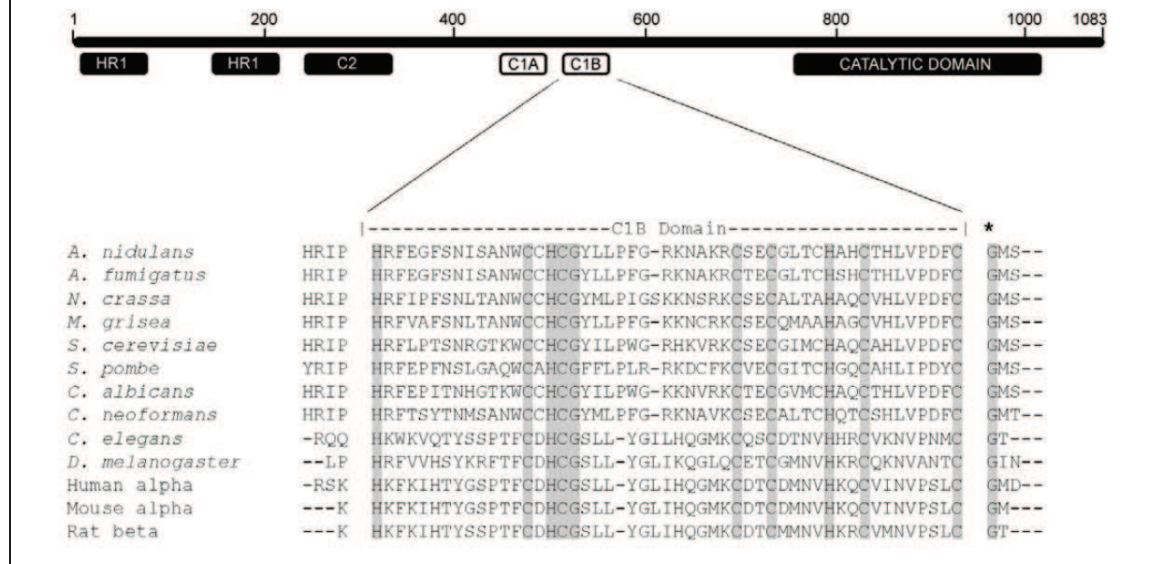 1 200 400 600 800 1000 1083
HR1 HR1 C2 C1A C1B CATALYTIC DOMAIN
|--------------------C1B Domain-------------------| *
A. nidulans HRIP HRFEGFSNISANWCCHCGYLLPFG-RKNAKRCSECGLTCHAHCTHLVPDFC GMS--
A. fumigatus HRIP HRFEGFSNISANWCCHCGYLLPFG-RKNAKRCTECGLTCHSHCTHLVPDFC GMS--
N. crassa HRIP HRFIPFSNLTANWCCHCGYMLPIGSKKNSRKCSECALTAHAQCVHLVPDFC GMS--
M. grisea HRIP HRFVAFSNLTANWCCHCGYLLPFG-KKNCRKCSECQMAAHAGCVHLVPDFC GMS--
S. cerevisiae HRIP HRFLPTSNRGTKWCCHCGYILPWG-RHKVRKCSECGIMCHAQCAHLVPDFC GMS--
S. pombe YRIP HRFEPFNSLGAQWCAHCGFFLPLR-RKDCFKCVECGITCHGQCAHLIPDYC GMS--
C. albicans HRIP HRFEPITNHGTKWCCHCGYILPWG-KKNVRKCTECGVMCHAQCTHLVPDFC GMS--
C. neoformans HRIP HRFTSYTNMSANWCCHCGYMLPFG-RKNAVKCSECALTCHQTCSHLVPDFC GMT--
C. elegans -RQQ HKWKVQTYSSPTFCDHCGSLL-YGILHQGMKCQSCDTNVHHRCVKNVPNMC GT---
D. melanogaster --LP HRFVVHSYKRFTFCDHCGSLL-YGLIKQGLQCETCGMNVHKRCQKNVANTC GIN--
Human alpha -RSK HKFKIHTYGSPTFCDHCGSLL-YGLIHQGMKCDTCDMNVHKQCVINVPSLC GMD--
Mouse alpha ---K HKFKIHTYGSPTFCDHCGSLL-YGLIHQGMKCDTCDMNVHKQCVINVPSLC GM---
Rat beta ---K HKFKIHTYSSPTFCDHCGSLL-YGLIHQGMKCDTCMMNVHKRCVMNVPSLC GT---